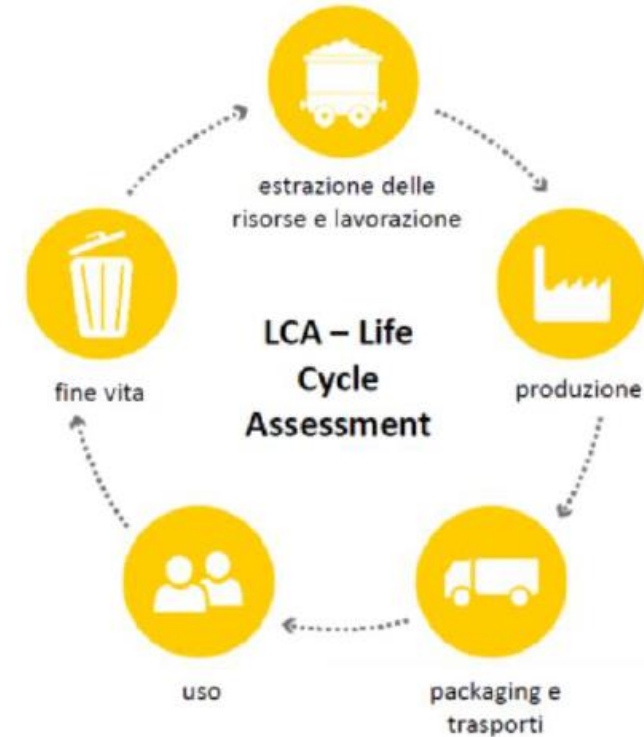 estrazione delle
risorse e lavorazione
LCA – Life
Cycle
Assessment
fine vita
produzione
uso
packaging e
trasporti